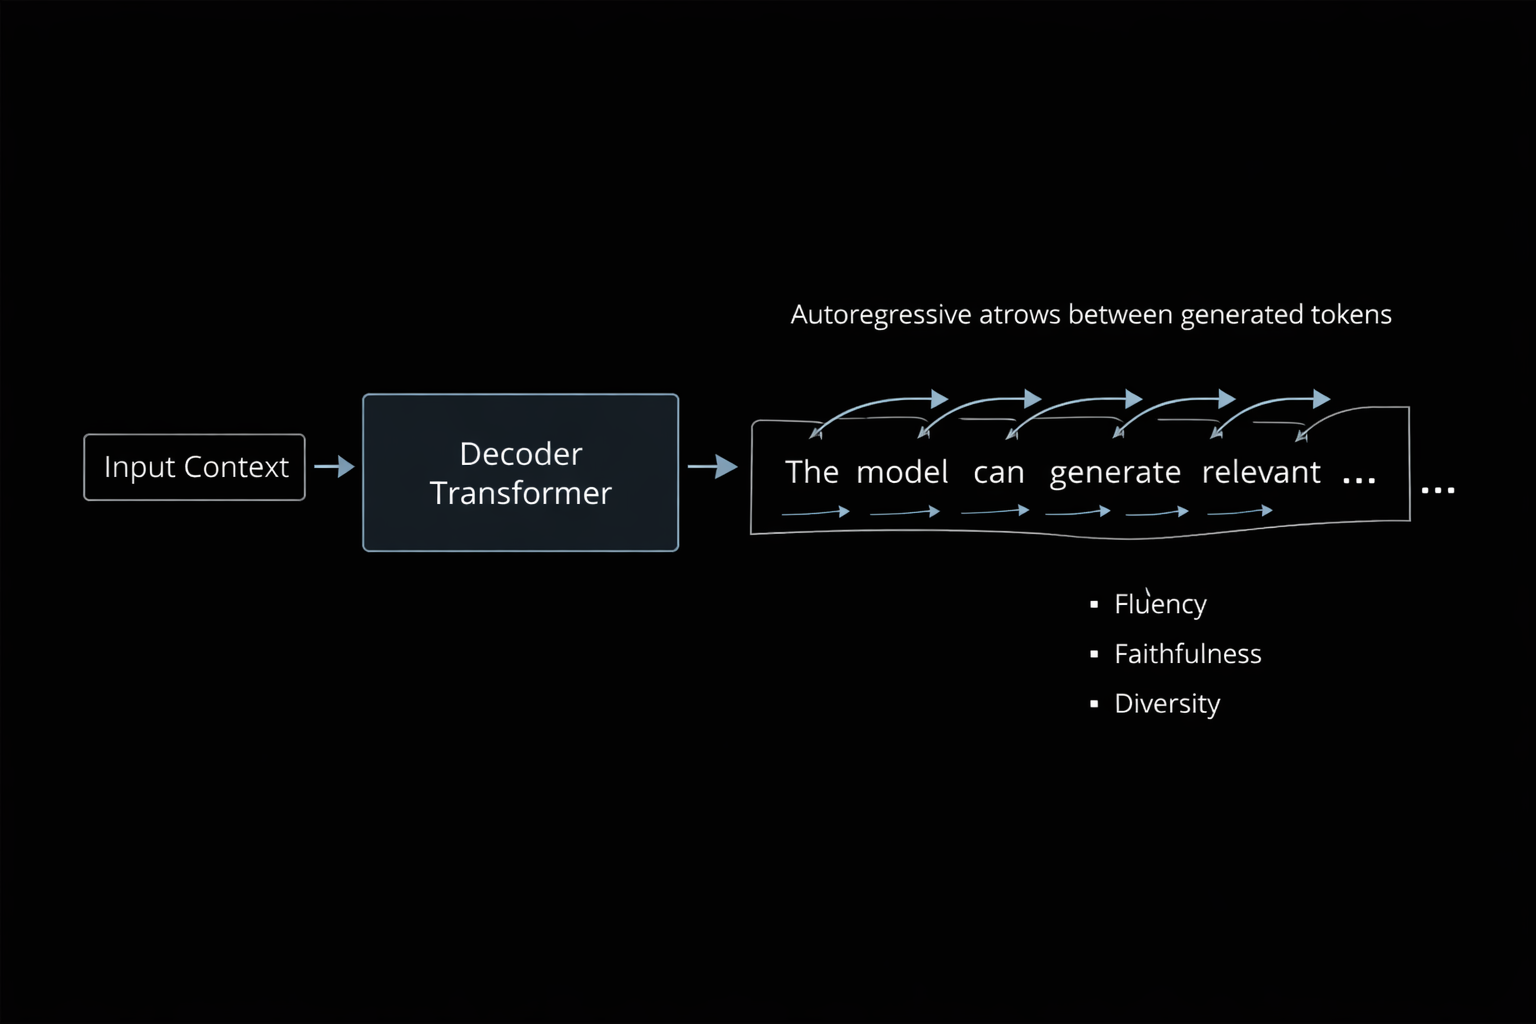 Autoregressive atrows between generated tokens
Input Context
Decoder
Transformer
The model can generate relevant ...
...
▪ Fluency
▪ Faithfulness
▪ Diversity